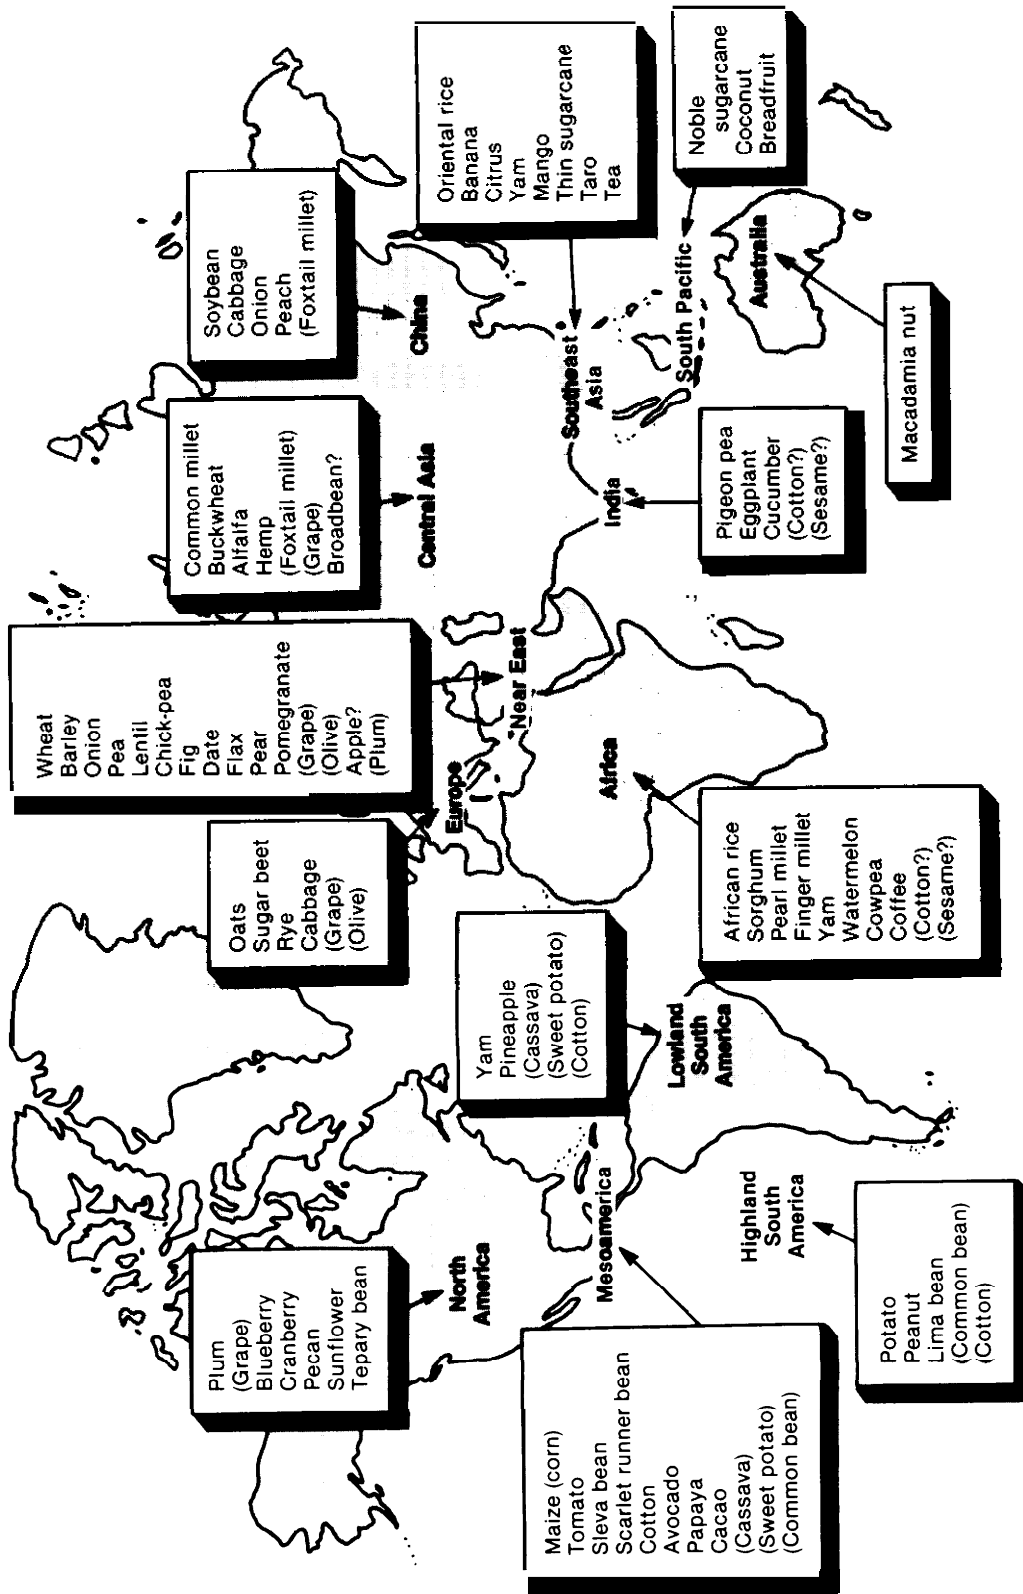 Plum
(Grape)
Blueberry
Cranberry
Pecan
Sunflower
Tepary bean
North
America
Maize (corn)
Tomato
Sleva bean
Scarlet runner bean
Cotton
Avocado
Papaya
Cacao
(Cassava)
(Sweet potato)
(Common bean)
Mesoamerica
Potato
Peanut
Lima bean
(Common bean)
(Cotton)
Highland
South
America
Yam
Pineapple
(Cassava)
(Sweet potato)
(Cotton)
Lowland
South
America
Oats
Sugar beet
Rye
Cabbage
(Grape)
(Olive)
Europe
Wheat
Barley
Onion
Pea
Lentil
Chick-pea
Fig
Date
Flax
Pear
Pomegranate
(Grape)
(Olive)
Apple?
(Plum)
Near East
African rice
Sorghum
Pearl millet
Finger millet
Yam
Watermelon
Cowpea
Coffee
(Cotton?)
(Sesame?)
Africa
Common millet
Buckwheat
Alfalfa
Hemp
(Foxtail millet)
(Grape)
Broadbean?
Central Asia
Pigeon pea
Eggplant
Cucumber
(Cotton?)
(Sesame?)
India
Soybean
Cabbage
Onion
Peach
(Foxtail millet)
China
Oriental rice
Banana
Citrus
Yam
Mango
Thin sugarcane
Taro
Tea
Southeast
Asia
Noble
sugarcane
Coconut
Breadfruit
South Pacific
Macadamia nut
Australia